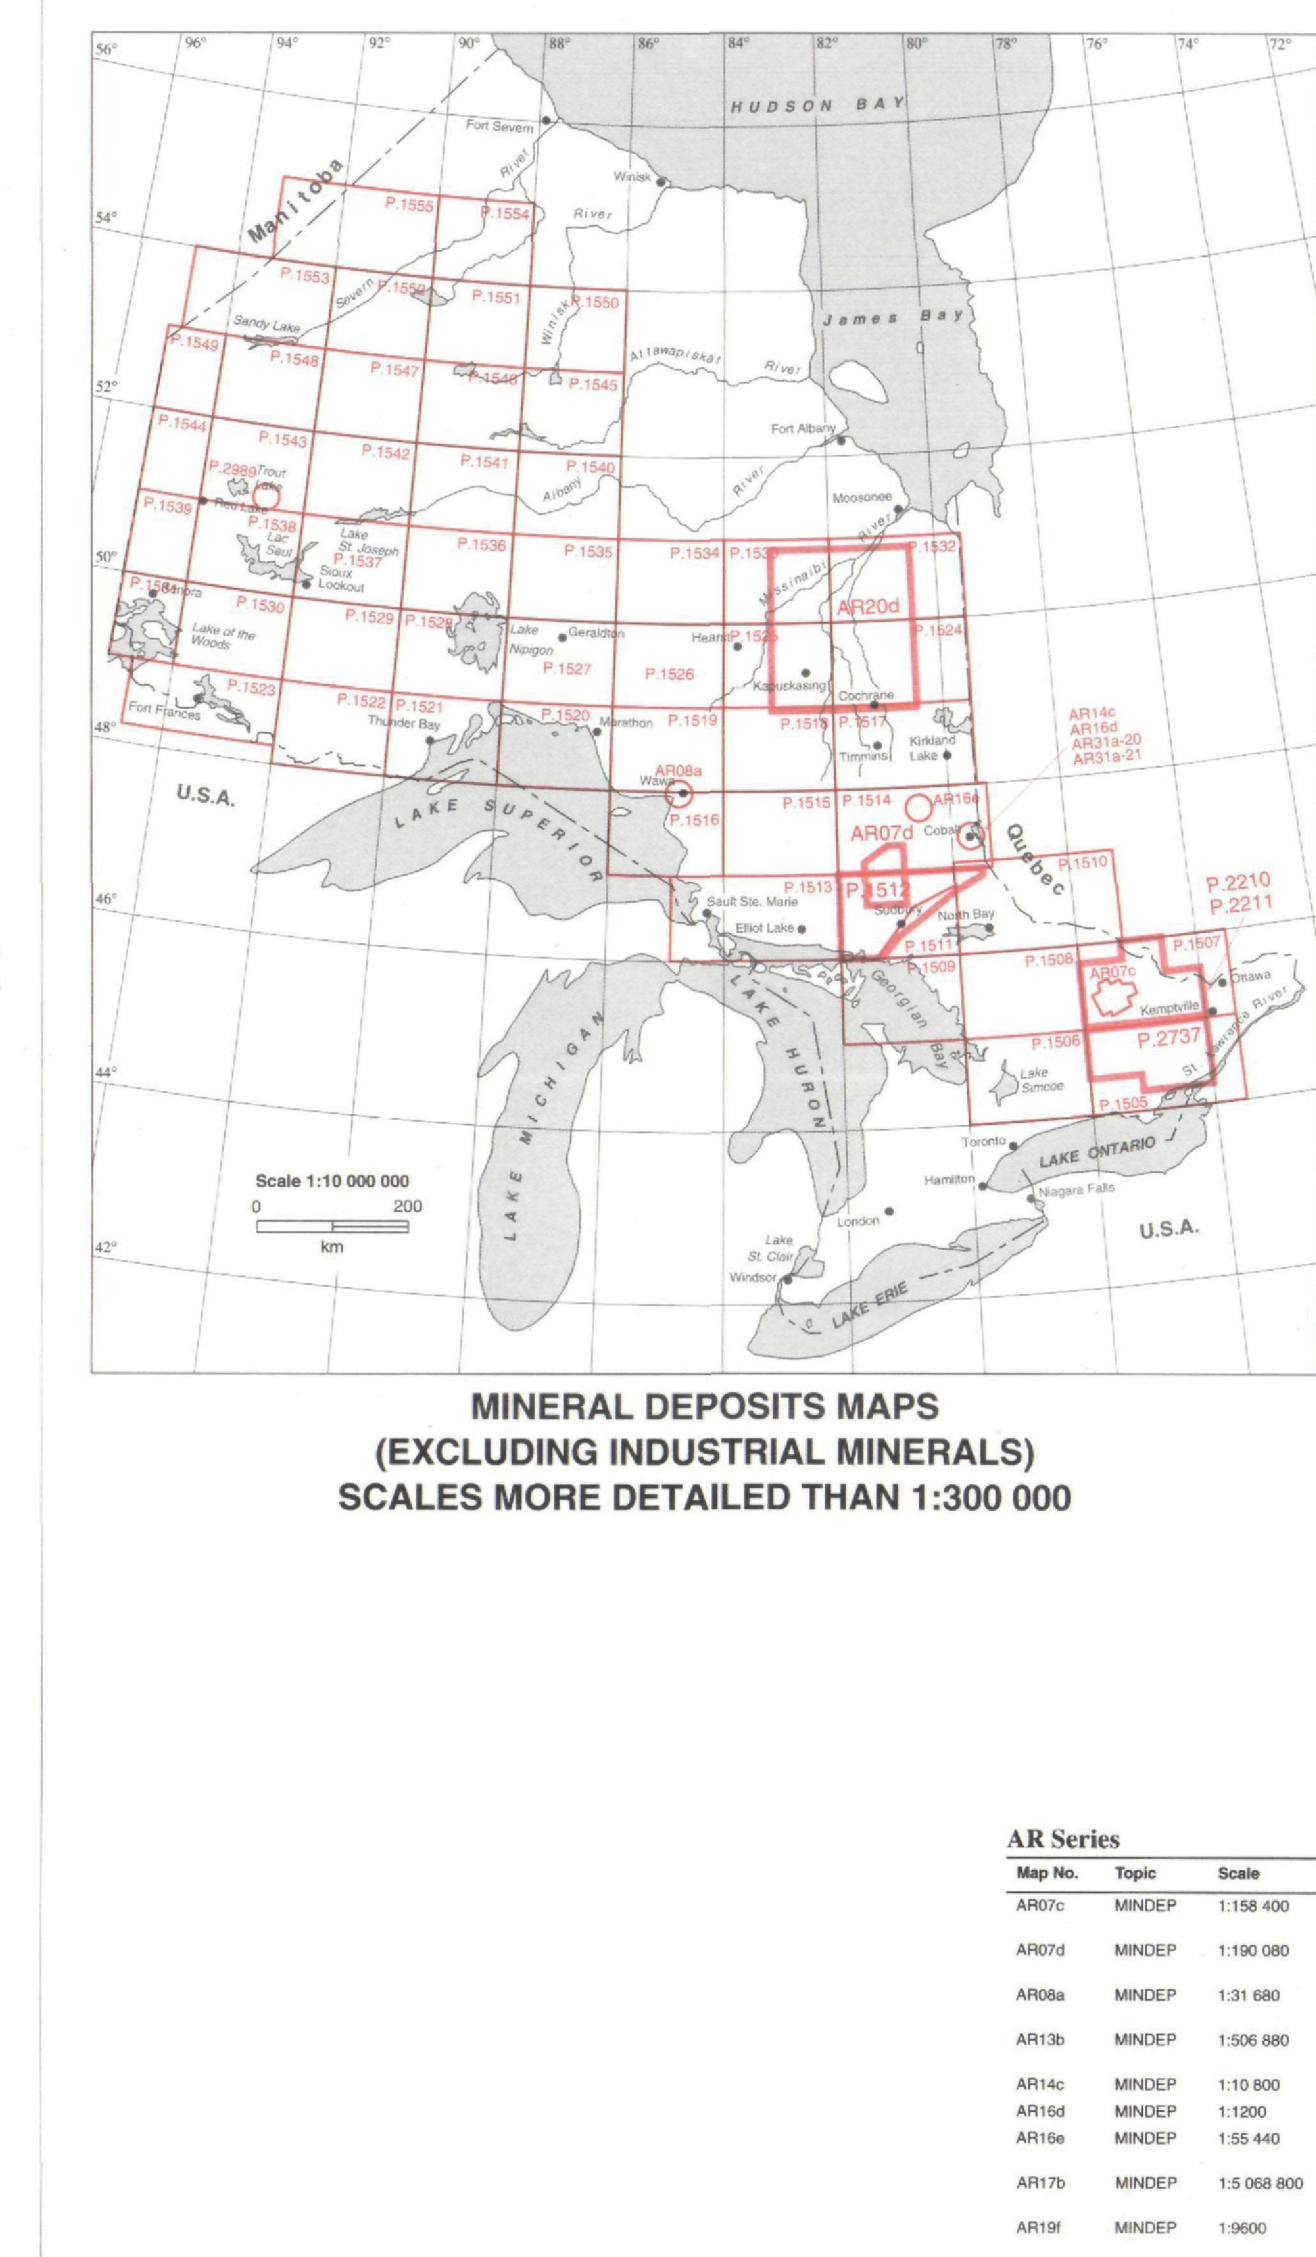 56° 96° 94° 92° 90° 88° 86° 84° 82° 80° 78° 76° 74° 72°
HUDSON BAY
Fort Severn
River
Manitoba
Winisk
P.1555
P.1554
River
54°
P.1553
Severn
P.1552
P.1551
P.1550
Winisk
James Bay
Sandy Lake
P.1549
P.1548
P.1547
P.1546
P.1545
Attawapiskat River
52°
P.1544
P.1543
P.1542
P.1541
P.1540
Fort Albany
P.2989
Trout
Lake
Albany
River
Moosonee
P.1539
Red Lake
P.1538
Lac
Seul
Lake
St. Joseph
P.1537
P.1536
P.1535
P.1534
P.1533
River
P.1532
50°
Sioux
Lookout
Missinaibi
AR20d
Kenora
P.1530
P.1529
P.1528
Lake
Nipigon
Geraldton
Hearst
P.1525
P.1524
Lake of the
Woods
P.1527
P.1526
Kapuskasing
Cochrane
P.1523
P.1522
P.1521
P.1520
P.1519
P.1518
P.1517
Fort Frances
Thunder Bay
Marathon
48°
Timmins
Kirkland
Lake
AR14c
AR16d
AR31a-20
AR31a-21
U.S.A.
AR08a
Wawa
P.1516
P.1515
P.1514
AR16e
LAKE SUPERIOR
AR07d
Cobalt
Quebec
P.1510
P.1513
P.1512
P.2210
P.2211
46°
Sault Ste. Marie
Sudbury
North Bay
Elliot Lake
P.1511
P.1509
P.1508
P.1507
AR07c
Ottawa
Georgian Bay
Kemptville
LAKE HURON
LAKE MICHIGAN
P.1506
P.2737
St Lawrence River
44°
Lake
Simcoe
P.1505
Toronto
LAKE ONTARIO
Scale 1:10 000 000
Hamilton
Niagara Falls
0 200
km
London
U.S.A.
42°
Lake
St. Clair
Windsor
LAKE ERIE
MINERAL DEPOSITS MAPS
(EXCLUDING INDUSTRIAL MINERALS)
SCALES MORE DETAILED THAN 1:300 000
AR Series
Map No. Topic Scale
AR07c MINDEP 1:158 400
AR07d MINDEP 1:190 080
AR08a MINDEP 1:31 680
AR13b MINDEP 1:506 880
AR14c MINDEP 1:10 800
AR16d MINDEP 1:1200
AR16e MINDEP 1:55 440
AR17b MINDEP 1:5 068 800
AR19f MINDEP 1:9600